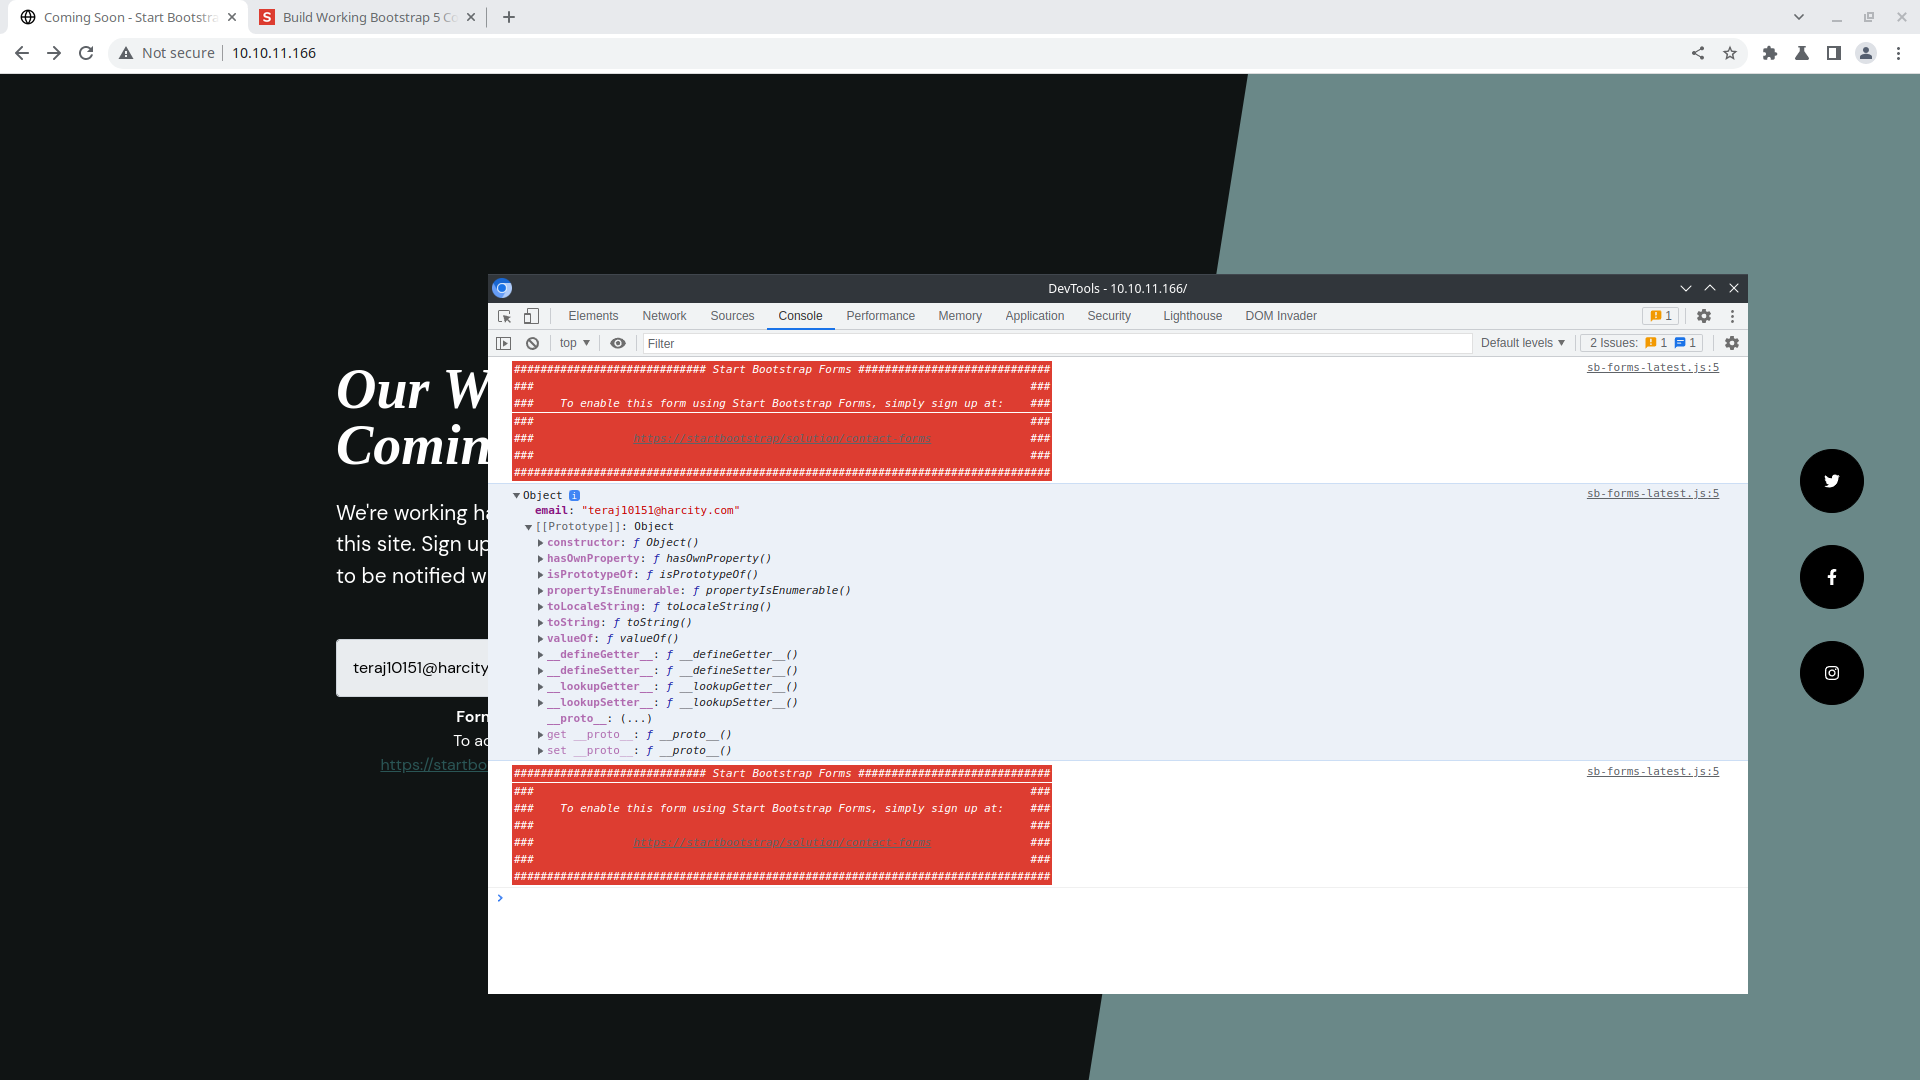 Coming Soon - Start Bootstra
Build Working Bootstrap 5 Co
Not secure
10.10.11.166
Our W
Comin
We're working ha
this site. Sign up
to be notified w
teraj10151@harcity
Form
To ac
https://startbo
DevTools - 10.10.11.166/
Elements Network Sources Console Performance Memory Application Security Lighthouse DOM Invader 1
top Filter Default levels 2 Issues: 1 1
############################# Start Bootstrap Forms #############################
sb-forms-latest.js:5
### ###
### To enable this form using Start Bootstrap Forms, simply sign up at: ###
### ###
### https://startbootstrap/solution/contact-forms ###
### ###
#################################################################################
Object i
sb-forms-latest.js:5
email: "teraj10151@harcity.com"
[[Prototype]]: Object
constructor: ƒ Object()
hasOwnProperty: ƒ hasOwnProperty()
isPrototypeOf: ƒ isPrototypeOf()
propertyIsEnumerable: ƒ propertyIsEnumerable()
toLocaleString: ƒ toLocaleString()
toString: ƒ toString()
valueOf: ƒ valueOf()
__defineGetter__: ƒ __defineGetter__()
__defineSetter__: ƒ __defineSetter__()
__lookupGetter__: ƒ __lookupGetter__()
__lookupSetter__: ƒ __lookupSetter__()
__proto__: (...)
get __proto__: ƒ __proto__()
set __proto__: ƒ __proto__()
############################# Start Bootstrap Forms #############################
sb-forms-latest.js:5
### ###
### To enable this form using Start Bootstrap Forms, simply sign up at: ###
### ###
### https://startbootstrap/solution/contact-forms ###
### ###
#################################################################################